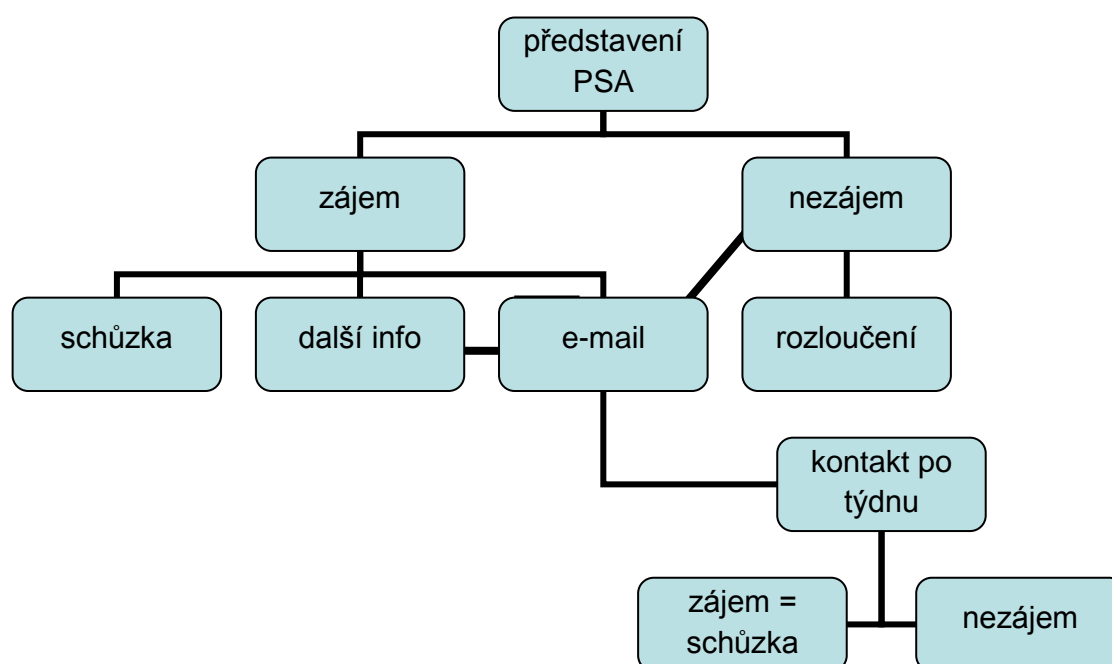 představení
PSA
zájem
nezájem
schůzka
další info
e-mail
rozloučení
kontakt po
týdnu
zájem =
schůzka
nezájem